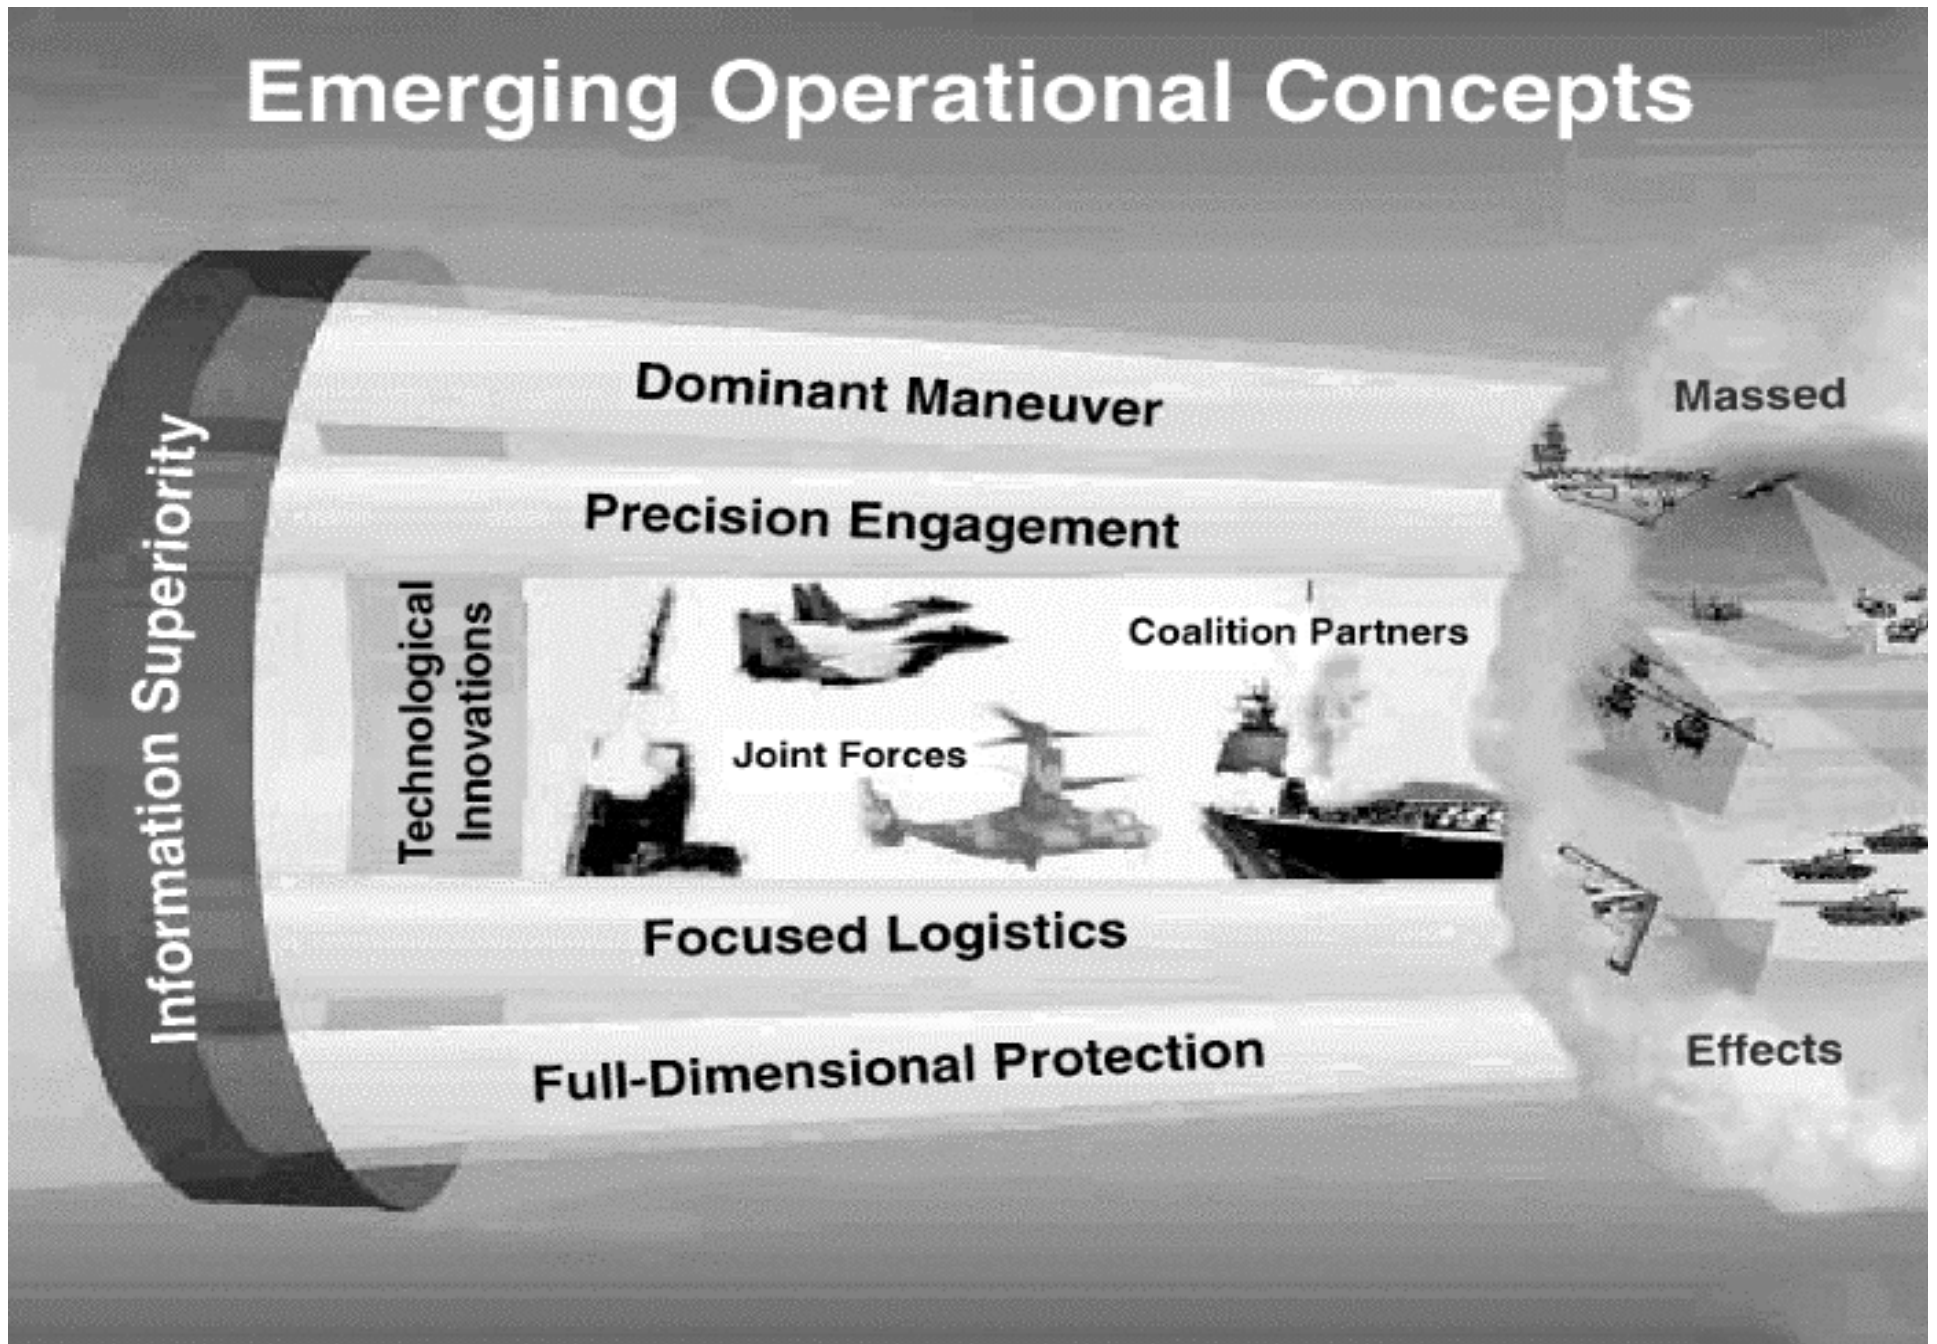 Emerging Operational Concepts
Information Superiority
Dominant Maneuver
Precision Engagement
Technological
Innovations
Coalition Partners
Joint Forces
Focused Logistics
Full-Dimensional Protection
Massed
Effects